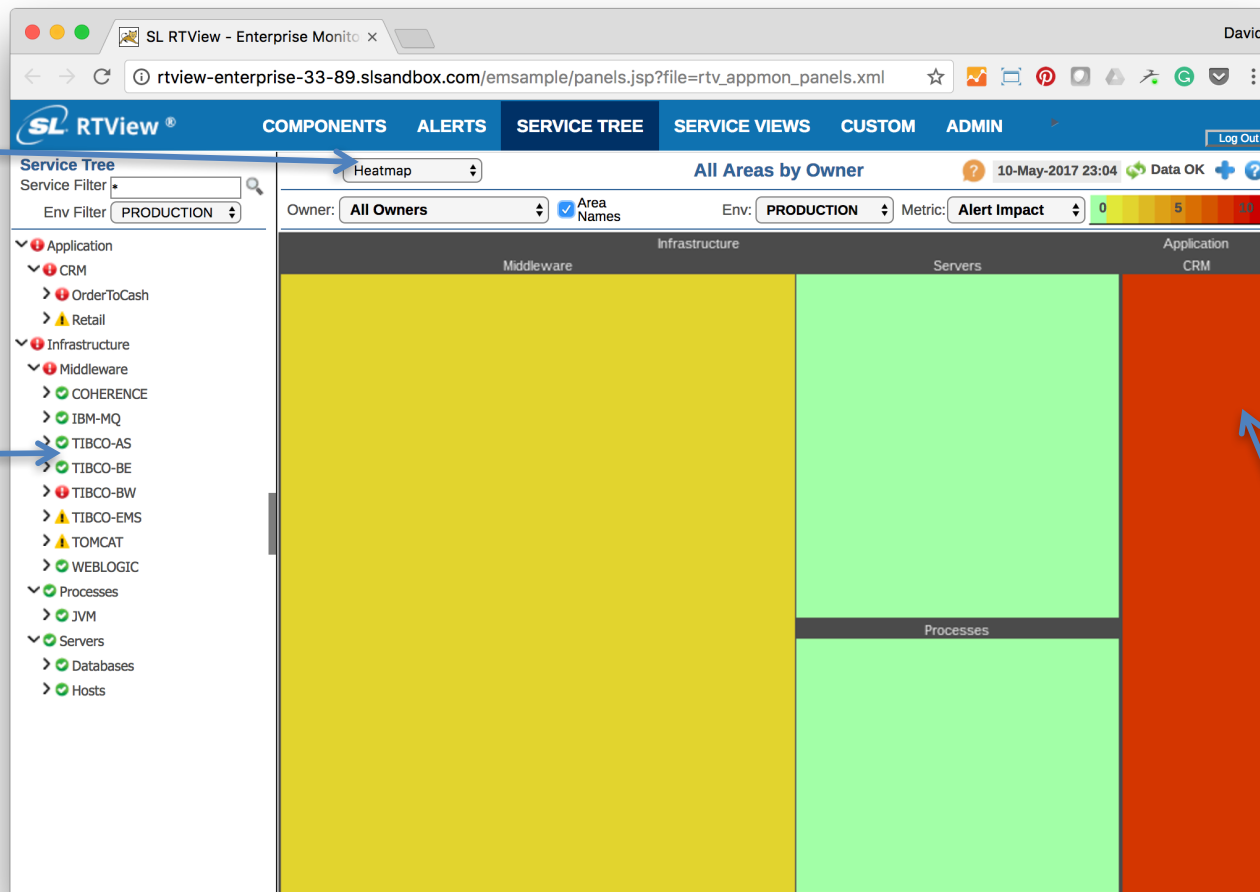 SL RTView - Enterprise Monito
David
rtview-enterprise-33-89.slsandbox.com/emsample/panels.jsp?file=rtv_appmon_panels.xml
SL RTView ®
COMPONENTS ALERTS SERVICE TREE SERVICE VIEWS CUSTOM ADMIN
Log Out
Service Tree
Service Filter *
Env Filter PRODUCTION
Heatmap
All Areas by Owner
10-May-2017 23:04 Data OK
Owner: All Owners Area Names Env: PRODUCTION Metric: Alert Impact 0 5 10
Application
CRM
OrderToCash
Retail
Infrastructure
Middleware
COHERENCE
IBM-MQ
TIBCO-AS
TIBCO-BE
TIBCO-BW
TIBCO-EMS
TOMCAT
WEBLOGIC
Processes
JVM
Servers
Databases
Hosts
Infrastructure
Application
Middleware
Servers
CRM
Processes